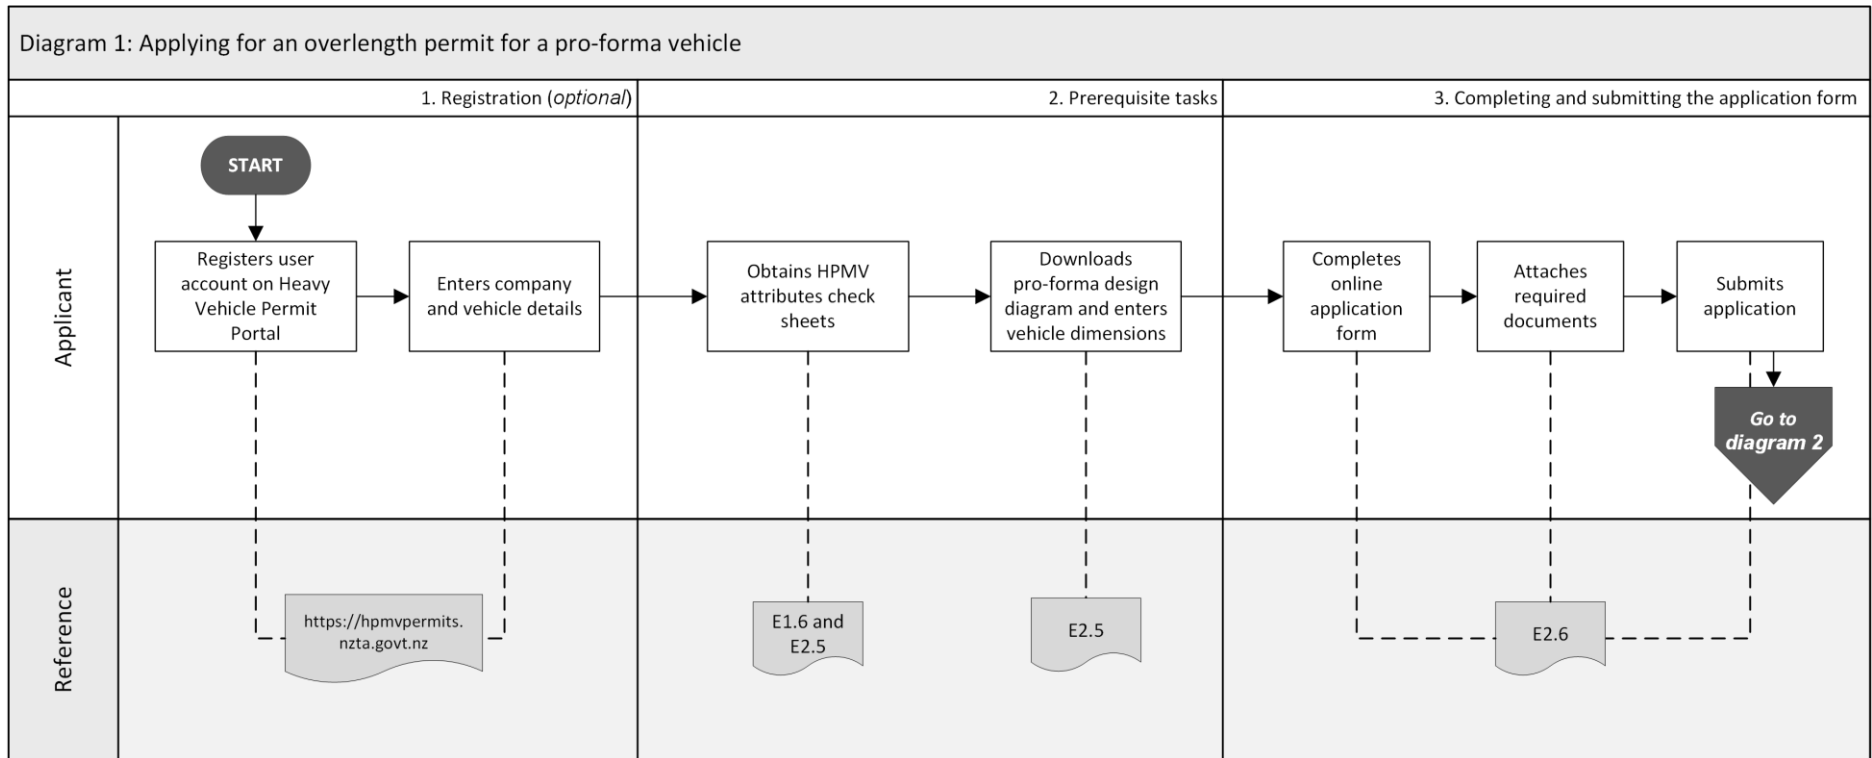 Diagram 1: Applying for an overlength permit for a pro-forma vehicle
1. Registration (optional)
2. Prerequisite tasks
3. Completing and submitting the application form
Applicant
START
Registers user
account on Heavy
Vehicle Permit
Portal
Enters company
and vehicle details
Obtains HPMV
attributes check
sheets
Downloads
pro-forma design
diagram and enters
vehicle dimensions
Completes
online
application
form
Attaches
required
documents
Submits
application
Go to
diagram 2
Reference
https://hpmvpermits.
nzta.govt.nz
E1.6 and
E2.5
E2.5
E2.6